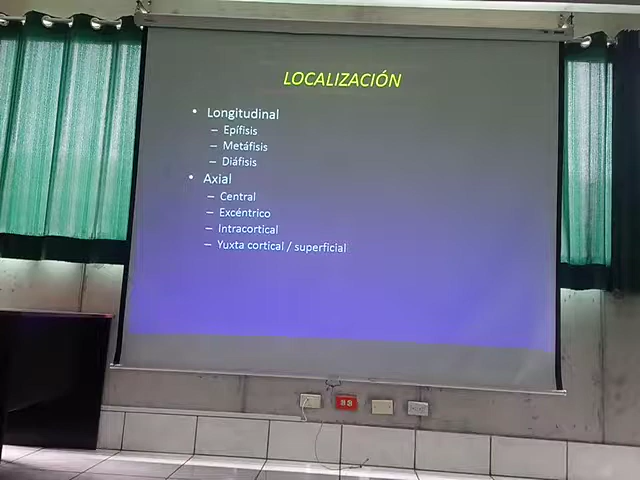 LOCALIZACIÓN
• Longitudinal
– Epífisis
– Metáfisis
– Diáfisis
• Axial
– Central
– Excéntrico
– Intracortical
– Yuxta cortical / superficial